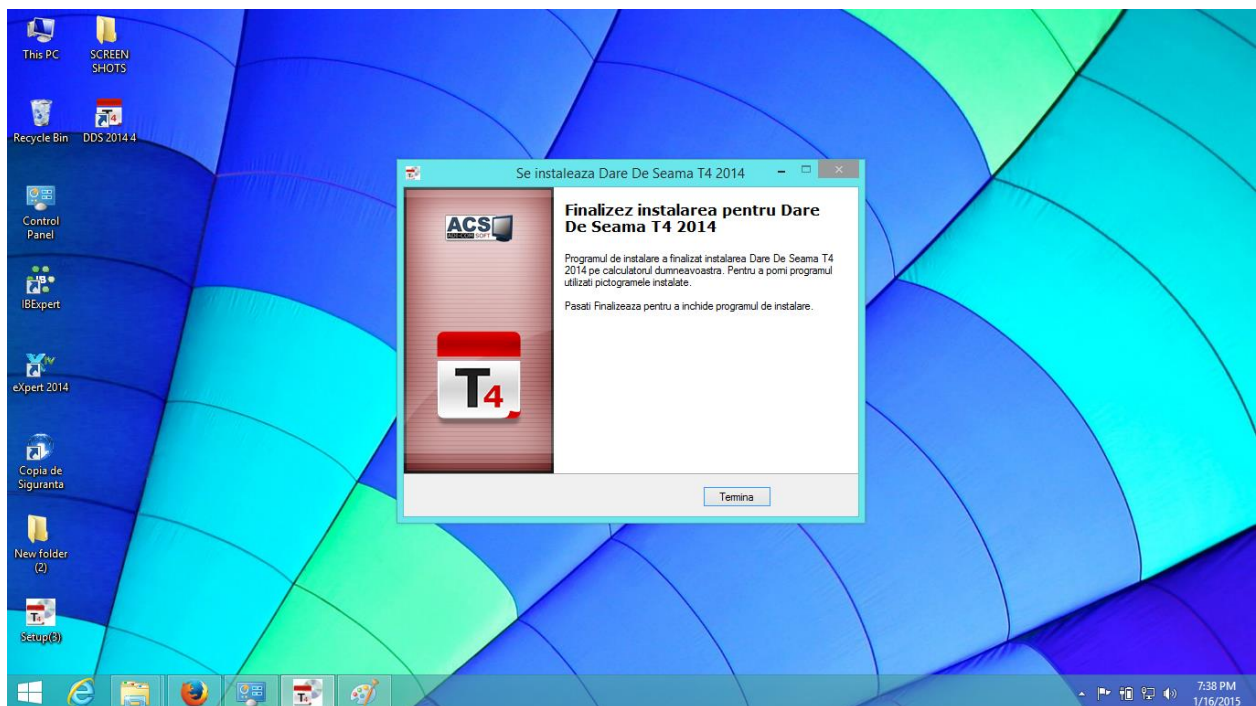 This PC
SCREEN
SHOTS
Recycle Bin
DDS 2014 4
Control
Panel
IBExpert
eXpert 2014
Copia de
Siguranta
New folder
(2)
Setup(3)
Se instaleaza Dare De Seama T4 2014
ACS
T4
Finalizez instalarea pentru Dare
De Seama T4 2014
Programul de instalare a finalizat instalarea Dare De Seama T4
2014 pe calculatorul dumneavoastra. Pentru a porni programul
utilizati pictogramele instalate.
Pasati Finalizeaza pentru a inchide programul de instalare.
Termina
7:38 PM
1/16/2015